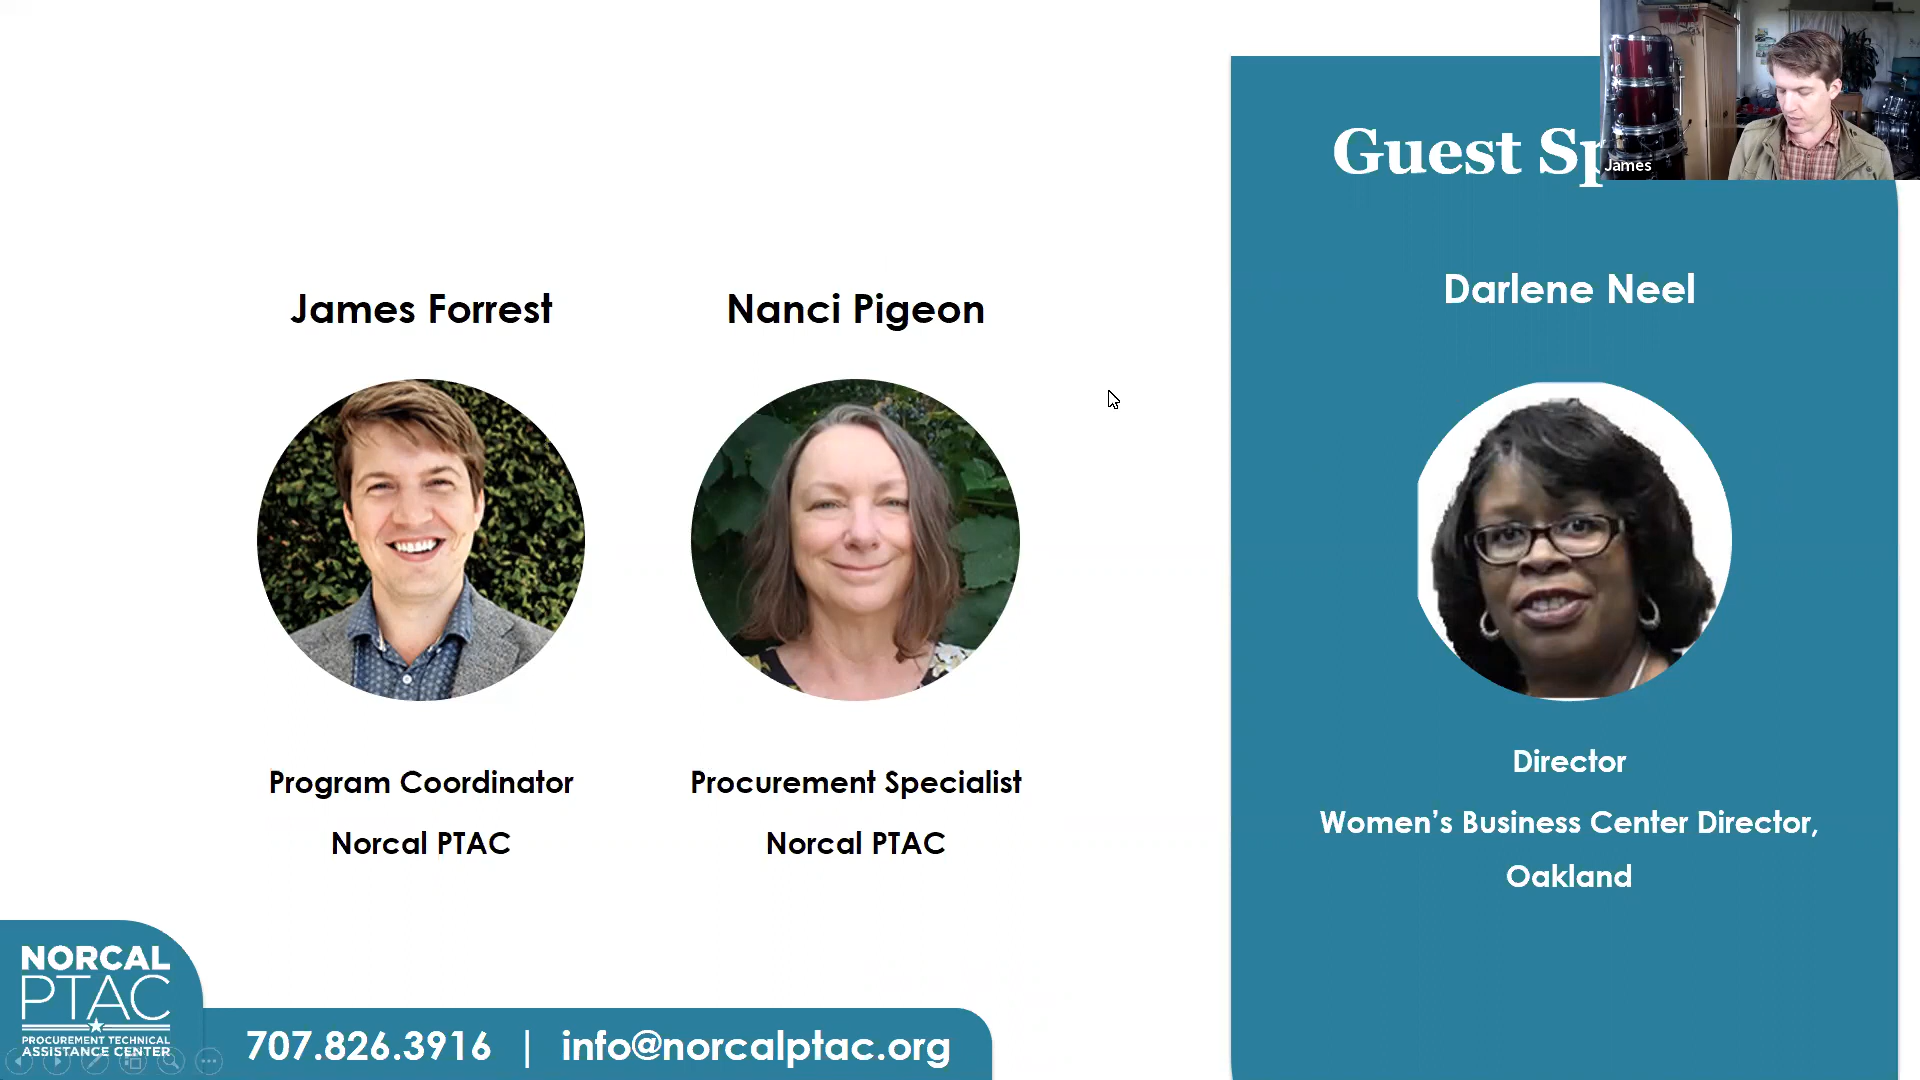 Guest Sp
James
James Forrest
Nanci Pigeon
Darlene Neel
Program Coordinator
Norcal PTAC
Procurement Specialist
Norcal PTAC
Director
Women’s Business Center Director,
Oakland
NORCAL
PTAC
PROCUREMENT TECHNICAL
ASSISTANCE CENTER
707.826.3916 | info@norcalptac.org